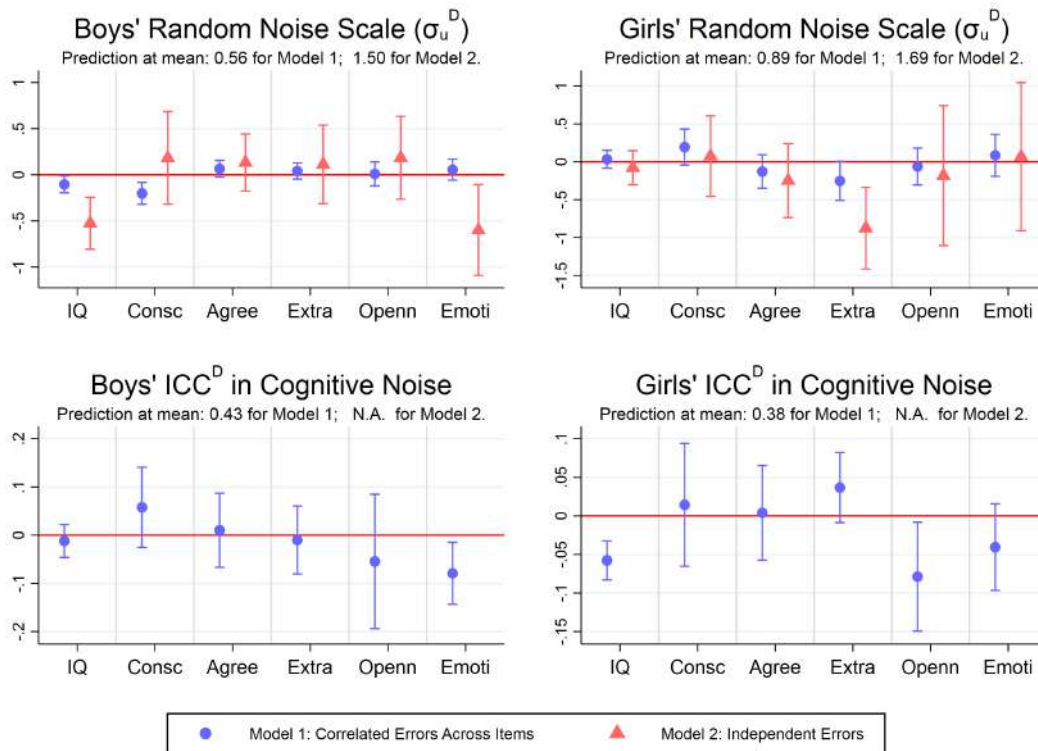 Boys' Random Noise Scale (σᵤᴰ)
Prediction at mean: 0.56 for Model 1; 1.50 for Model 2.
1
.5
0
-.5
-1
IQ Consc Agree Extra Openn Emoti
Girls' Random Noise Scale (σᵤᴰ)
Prediction at mean: 0.89 for Model 1; 1.69 for Model 2.
1
.5
0
-.5
-1
-1.5
IQ Consc Agree Extra Openn Emoti
Boys' ICCᴰ in Cognitive Noise
Prediction at mean: 0.43 for Model 1; N.A. for Model 2.
.2
.1
0
-.1
-.2
IQ Consc Agree Extra Openn Emoti
Girls' ICCᴰ in Cognitive Noise
Prediction at mean: 0.38 for Model 1; N.A. for Model 2.
.1
.05
0
-.05
-.1
-.15
IQ Consc Agree Extra Openn Emoti
Model 1: Correlated Errors Across Items Model 2: Independent Errors